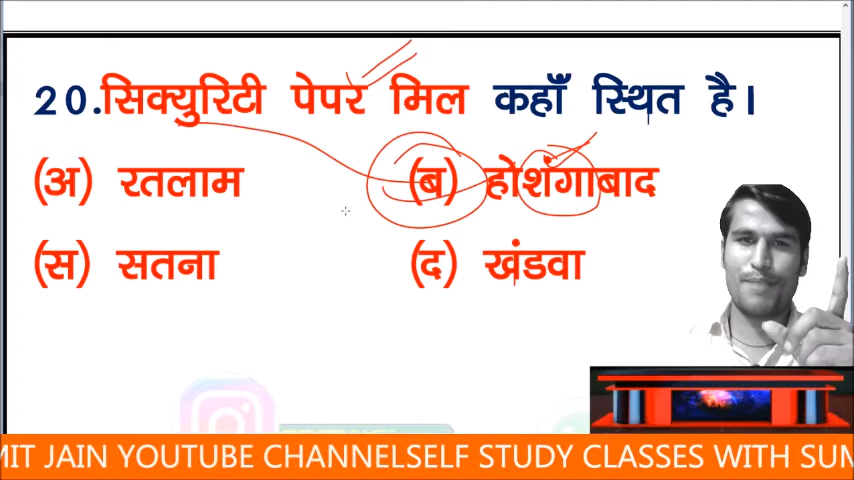 20.सिक्युरिटी पेपर मिल कहाँ स्थित है।
(अ) रतलाम (ब) होशंगाबाद
(स) सतना (द) खंडवा
MIT JAIN YOUTUBE CHANNELSELF STUDY CLASSES WITH SUM